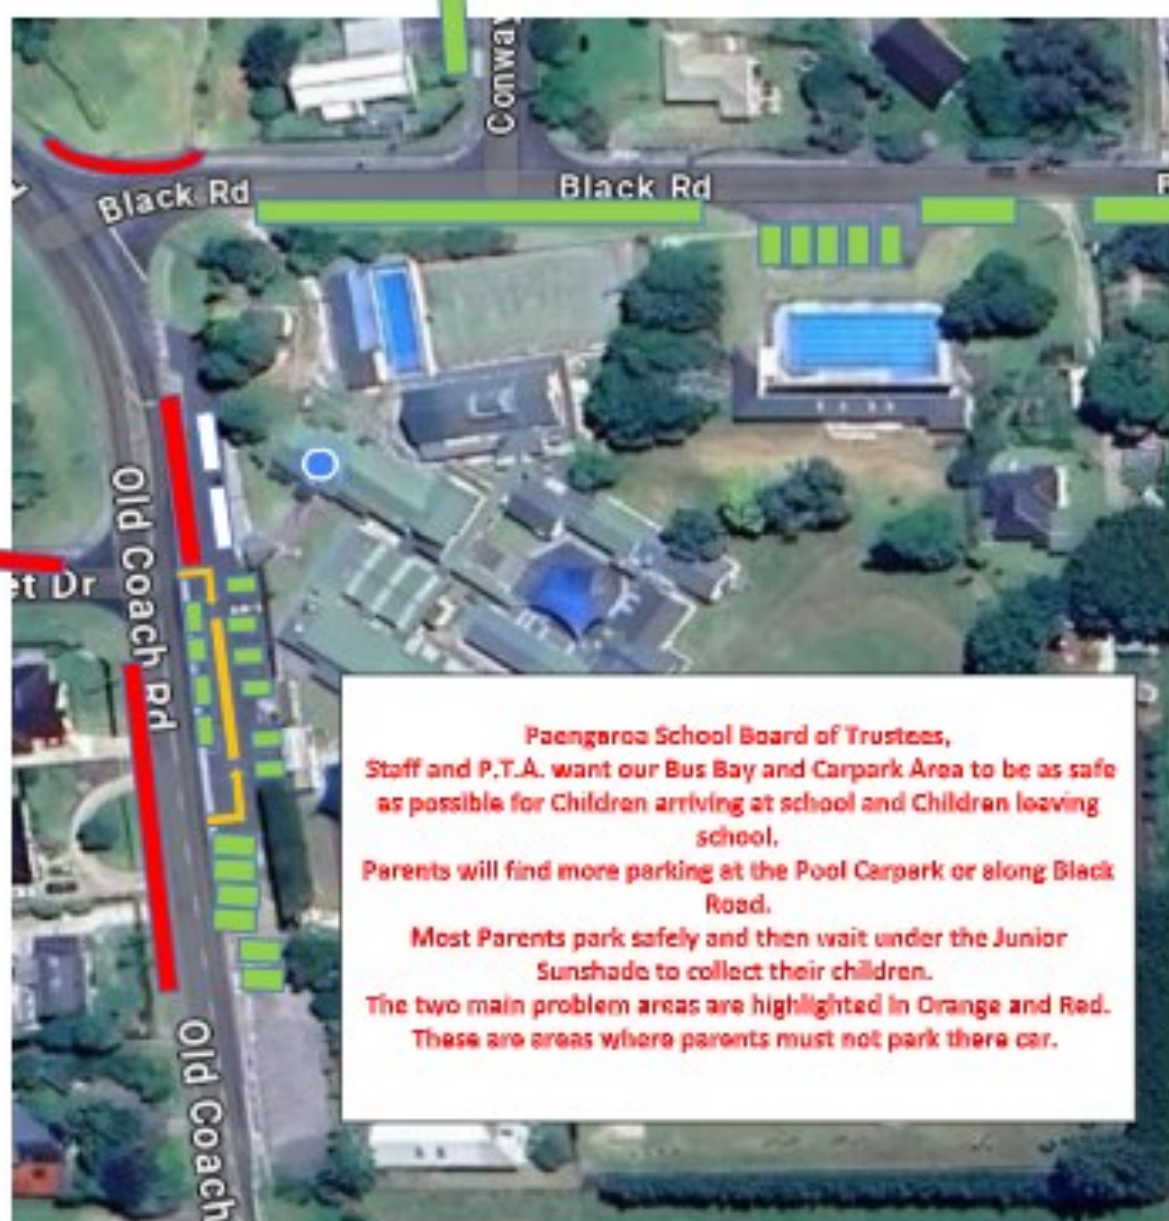 Conway
Black Rd
Black Rd
Old Coach Rd
et Dr
Paengaroa School Board of Trustees,
Staff and P.T.A. want our Bus Bay and Carpark Area to be as safe
as possible for Children arriving at school and Children leaving
school.
Parents will find more parking at the Pool Carpark or along Black
Road.
Most Parents park safely and then wait under the Junior
Sunshade to collect their children.
The two main problem areas are highlighted in Orange and Red.
These are areas where parents must not park there car.
Old Coach